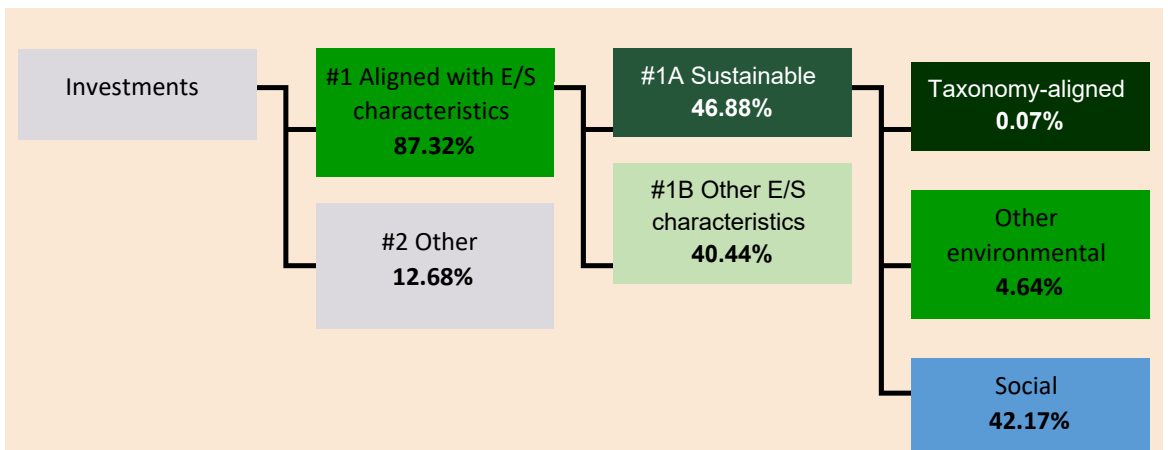 Investments
#1 Aligned with E/S
characteristics
87.32%
#2 Other
12.68%
#1A Sustainable
46.88%
#1B Other E/S
characteristics
40.44%
Taxonomy-aligned
0.07%
Other
environmental
4.64%
Social
42.17%